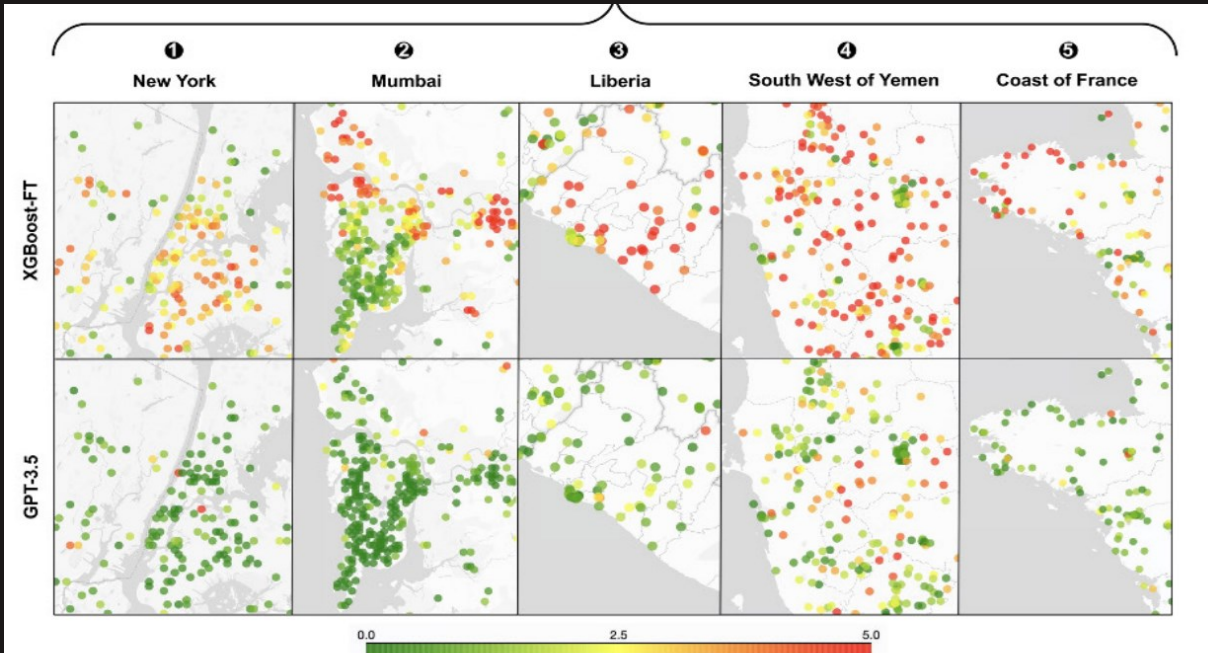 ❶ ❷ ❸ ❹ ❺
New York Mumbai Liberia South West of Yemen Coast of France
XGBoost-FT
GPT-3.5
0.0 2.5 5.0